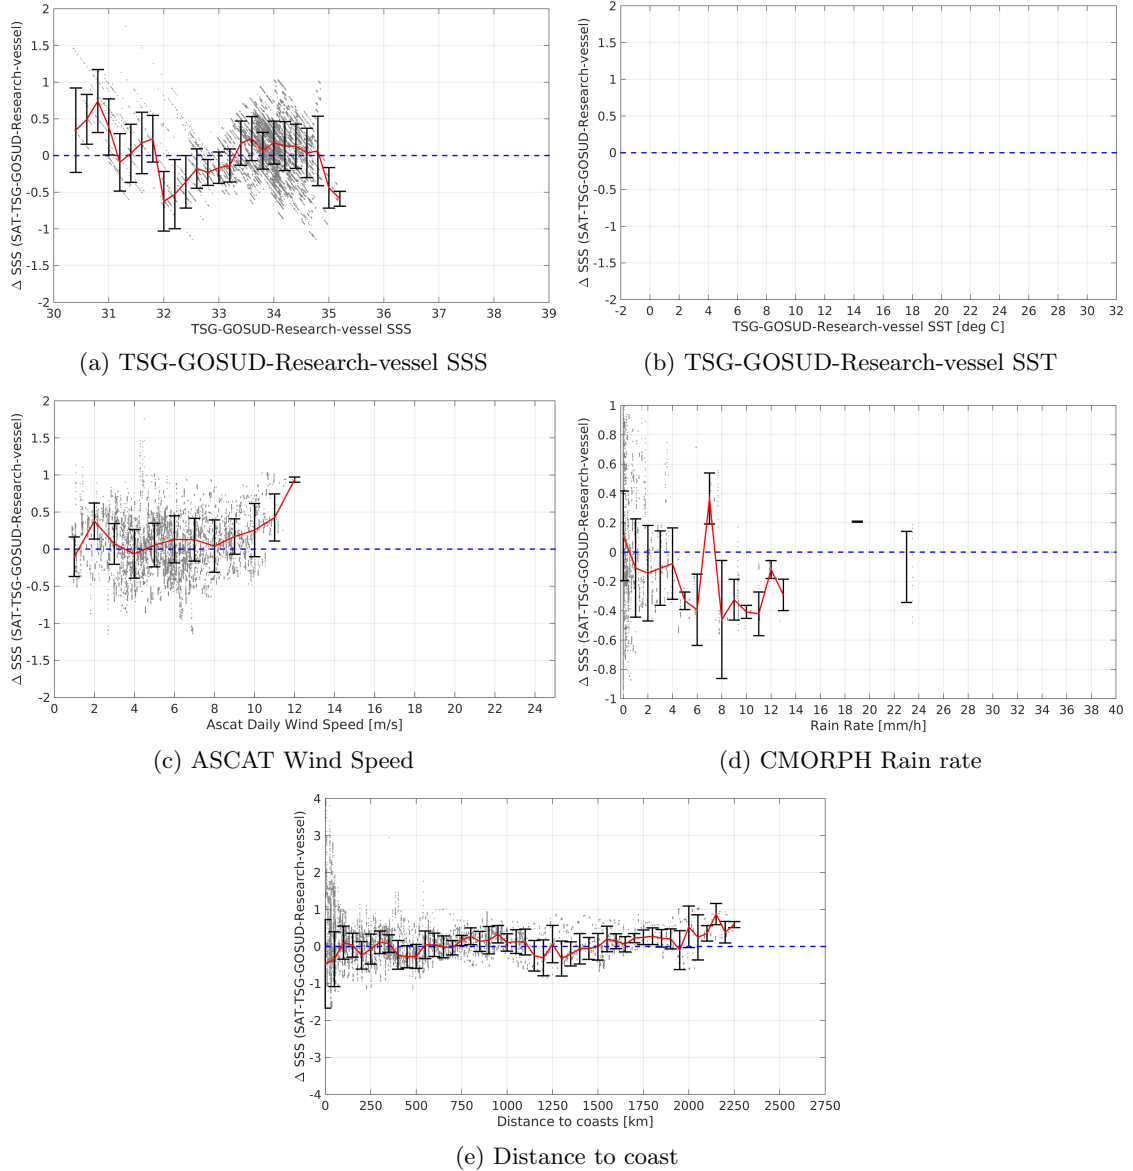 Δ SSS (SAT-TSG-GOSUD-Research-vessel)
2
1.5
1
0.5
0
-0.5
-1
-1.5
-2
30 31 32 33 34 35 36 37 38 39
TSG-GOSUD-Research-vessel SSS
(a) TSG-GOSUD-Research-vessel SSS
Δ SSS (SAT-TSG-GOSUD-Research-vessel)
2
1.5
1
0.5
0
-0.5
-1
-1.5
-2
-2 0 2 4 6 8 10 12 14 16 18 20 22 24 26 28 30 32
TSG-GOSUD-Research-vessel SST [deg C]
(b) TSG-GOSUD-Research-vessel SST
Δ SSS (SAT-TSG-GOSUD-Research-vessel)
2
1.5
1
0.5
0
-0.5
-1
-1.5
-2
0 2 4 6 8 10 12 14 16 18 20 22 24
Ascat Daily Wind Speed [m/s]
(c) ASCAT Wind Speed
Δ SSS (SAT-TSG-GOSUD-Research-vessel)
1
0.8
0.6
0.4
0.2
0
-0.2
-0.4
-0.6
-0.8
-1
0 2 4 6 8 10 12 14 16 18 20 22 24 26 28 30 32 34 36 38 40
Rain Rate [mm/h]
(d) CMORPH Rain rate
Δ SSS (SAT-TSG-GOSUD-Research-vessel)
4
3
2
1
0
-1
-2
-3
-4
0 250 500 750 1000 1250 1500 1750 2000 2250 2500 2750
Distance to coasts [km]
(e) Distance to coast